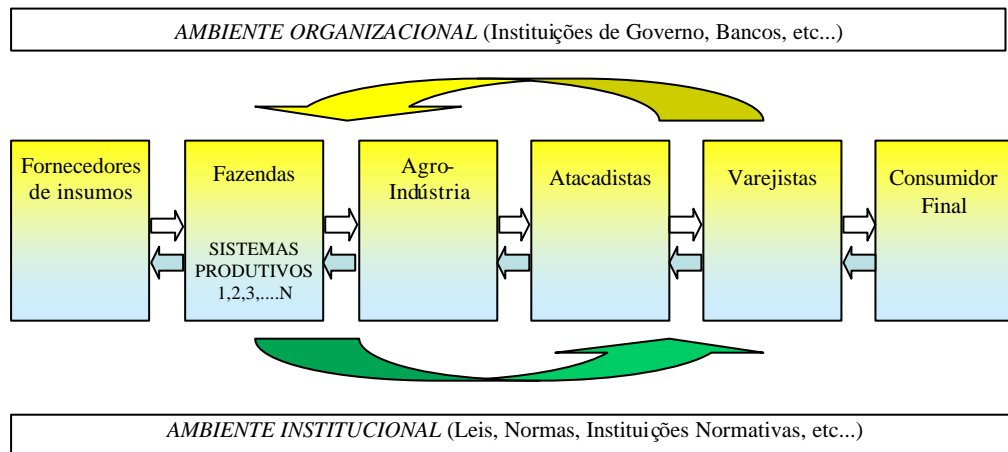 AMBIENTE ORGANIZACIONAL (Instituições de Governo, Bancos, etc...)
Fornecedores
de insumos
Fazendas
SISTEMAS
PRODUTIVOS
1,2,3,....N
Agro-
Indústria
Atacadistas
Varejistas
Consumidor
Final
AMBIENTE INSTITUCIONAL (Leis, Normas, Instituições Normativas, etc...)